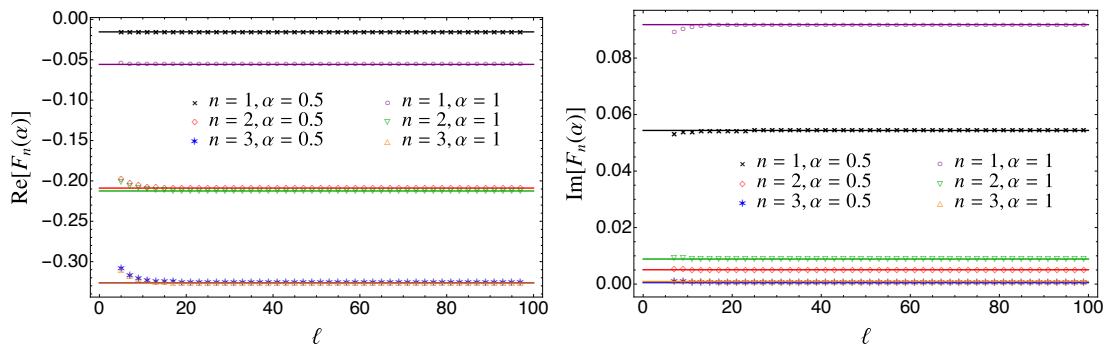 Re[Fₙ(α)]
0.00
−0.05
−0.10
−0.15
−0.20
−0.25
−0.30
n = 1, α = 0.5
n = 1, α = 1
n = 2, α = 0.5
n = 2, α = 1
n = 3, α = 0.5
n = 3, α = 1
0 20 40 60 80 100
ℓ
Im[Fₙ(α)]
0.08
0.06
0.04
0.02
0.00
n = 1, α = 0.5
n = 1, α = 1
n = 2, α = 0.5
n = 2, α = 1
n = 3, α = 0.5
n = 3, α = 1
0 20 40 60 80 100
ℓ